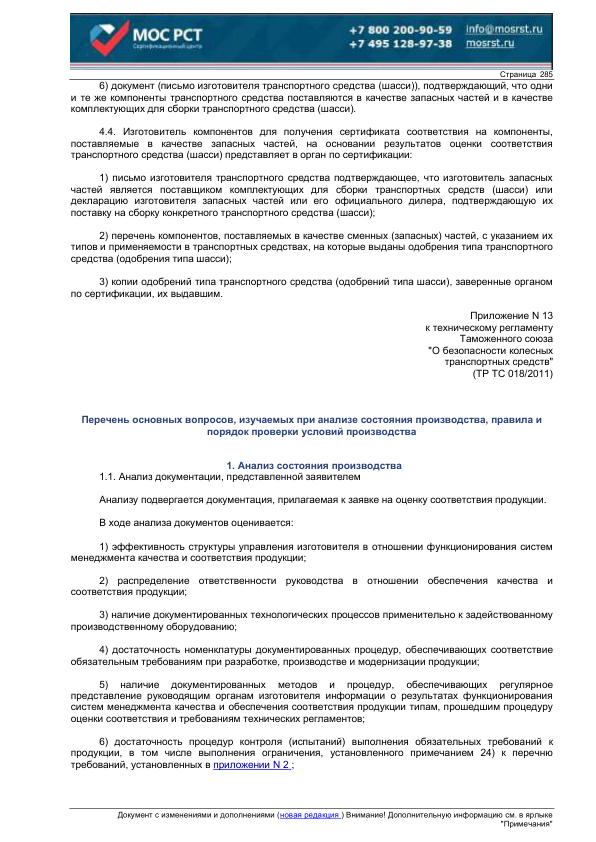 МОС РСТ
Сертификационный центр
+7 800 200-90-59
info@mosrst.ru
+7 495 128-97-38
mosrst.ru
Страница 285
6) документ (письмо изготовителя транспортного средства (шасси)), подтверждающий, что одни
и те же компоненты транспортного средства поставляются в качестве запасных частей и в качестве
комплектующих для сборки транспортного средства (шасси).
4.4. Изготовитель компонентов для получения сертификата соответствия на компоненты,
поставляемые в качестве запасных частей, на основании результатов оценки соответствия
транспортного средства (шасси) представляет в орган по сертификации:
1) письмо изготовителя транспортного средства подтверждающее, что изготовитель запасных
частей является поставщиком комплектующих для сборки транспортных средств (шасси) или
декларацию изготовителя запасных частей или его официального дилера, подтверждающую их
поставку на сборку конкретного транспортного средства (шасси);
2) перечень компонентов, поставляемых в качестве сменных (запасных) частей, с указанием их
типов и применяемости в транспортных средствах, на которые выданы одобрения типа транспортного
средства (одобрения типа шасси);
3) копии одобрений типа транспортного средства (одобрений типа шасси), заверенные органом
по сертификации, их выдавшим.
Приложение N 13
к техническому регламенту
Таможенного союза
"О безопасности колесных
транспортных средств"
(ТР ТС 018/2011)
Перечень основных вопросов, изучаемых при анализе состояния производства, правила и
порядок проверки условий производства
1. Анализ состояния производства
1.1. Анализ документации, представленной заявителем
Анализу подвергается документация, прилагаемая к заявке на оценку соответствия продукции.
В ходе анализа документов оценивается:
1) эффективность структуры управления изготовителя в отношении функционирования систем
менеджмента качества и соответствия продукции;
2) распределение ответственности руководства в отношении обеспечения качества и
соответствия продукции;
3) наличие документированных технологических процессов применительно к задействованному
производственному оборудованию;
4) достаточность номенклатуры документированных процедур, обеспечивающих соответствие
обязательным требованиям при разработке, производстве и модернизации продукции;
5) наличие документированных методов и процедур, обеспечивающих регулярное
представление руководящим органам изготовителя информации о результатах функционирования
систем менеджмента качества и обеспечения соответствия продукции типам, прошедшим процедуру
оценки соответствия и требованиям технических регламентов;
6) достаточность процедур контроля (испытаний) выполнения обязательных требований к
продукции, в том числе выполнения ограничения, установленного примечанием 24) к перечню
требований, установленных в приложении N 2 ;
Документ с изменениями и дополнениями (новая редакция ) Внимание! Дополнительную информацию см. в ярлыке
"Примечания"